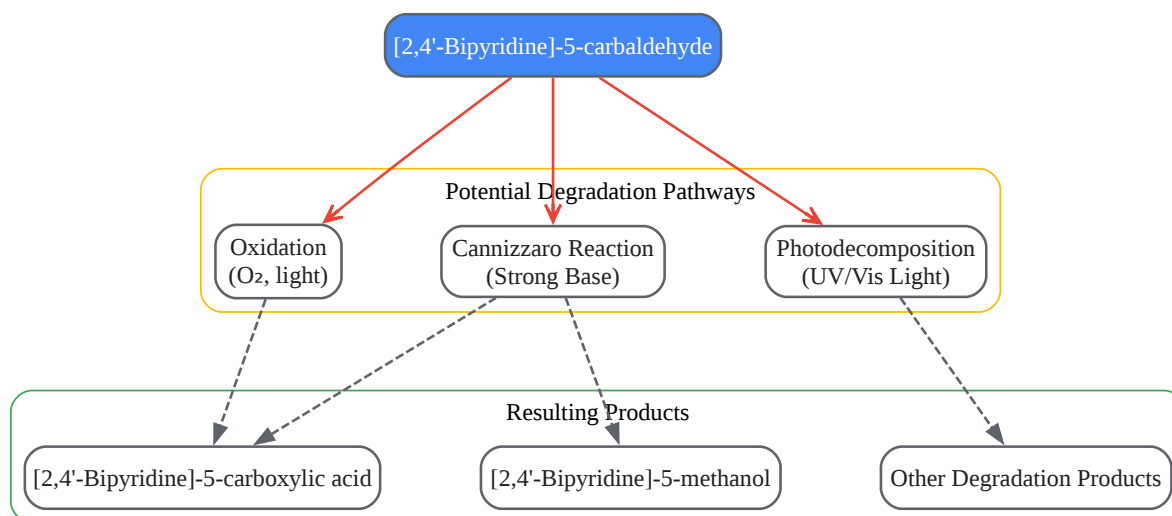 [2,4'-Bipyridine]-5-carbaldehyde
Potential Degradation Pathways
Oxidation
(O₂, light)
Cannizzaro Reaction
(Strong Base)
Photodecomposition
(UV/Vis Light)
Resulting Products
[2,4'-Bipyridine]-5-carboxylic acid
[2,4'-Bipyridine]-5-methanol
Other Degradation Products